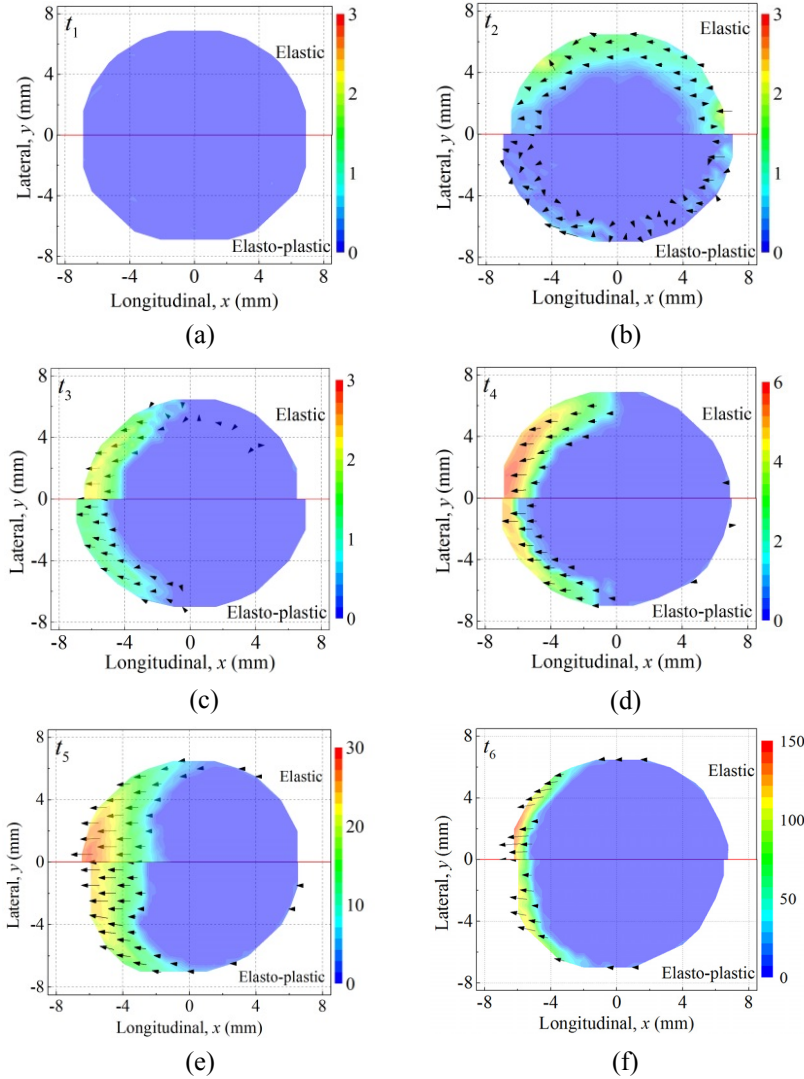 t1
Elastic
Elasto-plastic
8
4
0
-4
-8
-8
-4
0
4
8
Lateral, y (mm)
Longitudinal, x (mm)
3
2
1
0
(a)
t2
Elastic
Elasto-plastic
8
4
0
-4
-8
-8
-4
0
4
8
Lateral, y (mm)
Longitudinal, x (mm)
3
2
1
0
(b)
t3
Elastic
Elasto-plastic
8
4
0
-4
-8
-8
-4
0
4
8
Lateral, y (mm)
Longitudinal, x (mm)
3
2
1
0
(c)
t4
Elastic
Elasto-plastic
8
4
0
-4
-8
-8
-4
0
4
8
Lateral, y (mm)
Longitudinal, x (mm)
6
4
2
0
(d)
t5
Elastic
Elasto-plastic
8
4
0
-4
-8
-8
-4
0
4
8
Lateral, y (mm)
Longitudinal, x (mm)
30
20
10
0
(e)
t6
Elastic
Elasto-plastic
8
4
0
-4
-8
-8
-4
0
4
8
Lateral, y (mm)
Longitudinal, x (mm)
150
100
50
0
(f)